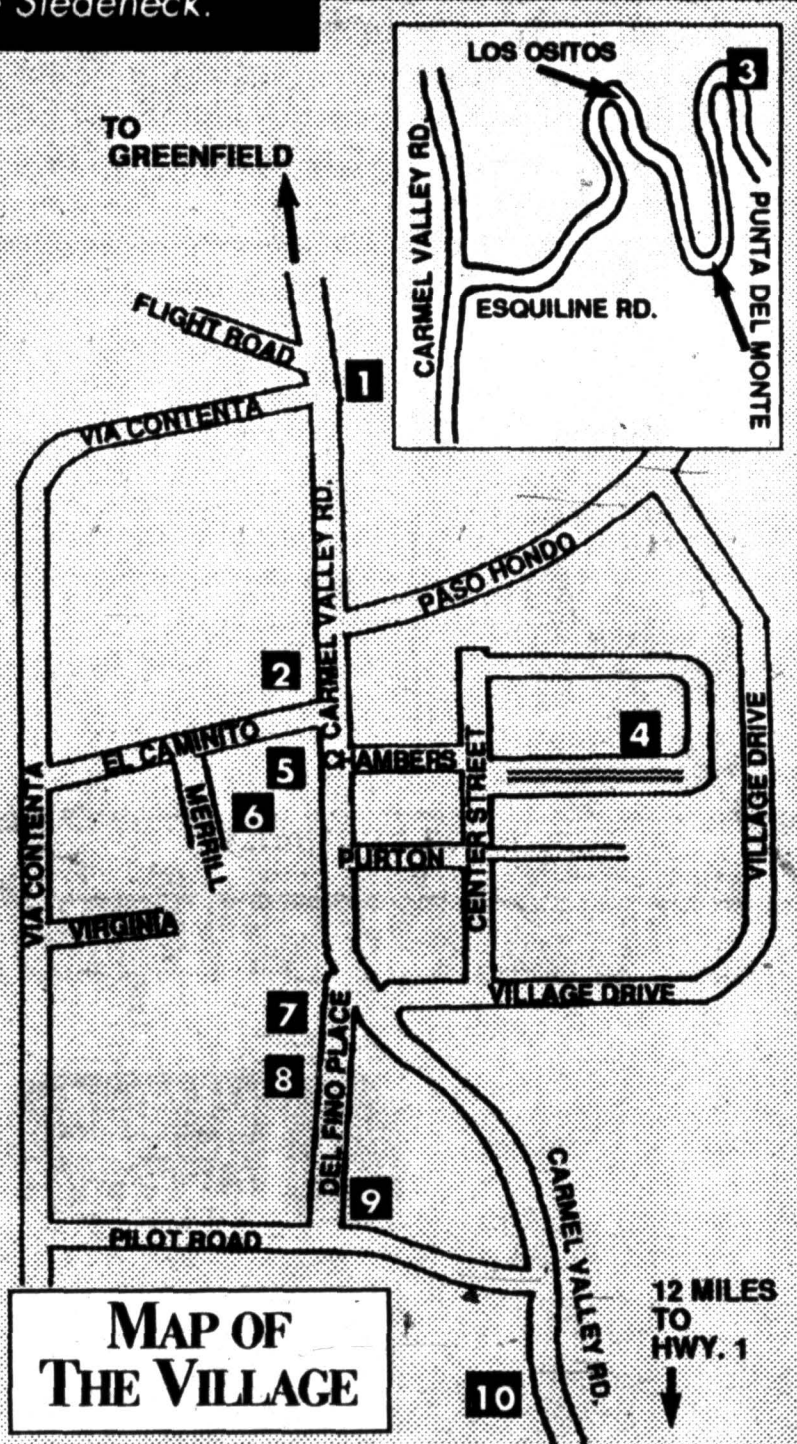 Siedeneck.
LOS OSITOS
3
TO
GREENFIELD
CARMEL VALLEY RD.
PUNTA DEL MONTE
ESQUILINE RD.
FLIGHT ROAD
1
VIA CONTENTA
CARMEL VALLEY RD.
PASO HONDO
2
EL CAMINITO
4
5
CHAMBERS
CENTER STREET
VILLAGE DRIVE
VIA CONTENTA
MERRILL
6
PURTON
VIRGINIA
VILLAGE DRIVE
7
DEL FINO PLACE
8
9
CARMEL VALLEY RD.
PILOT ROAD
12 MILES
TO
HWY. 1
MAP OF
THE VILLAGE
10